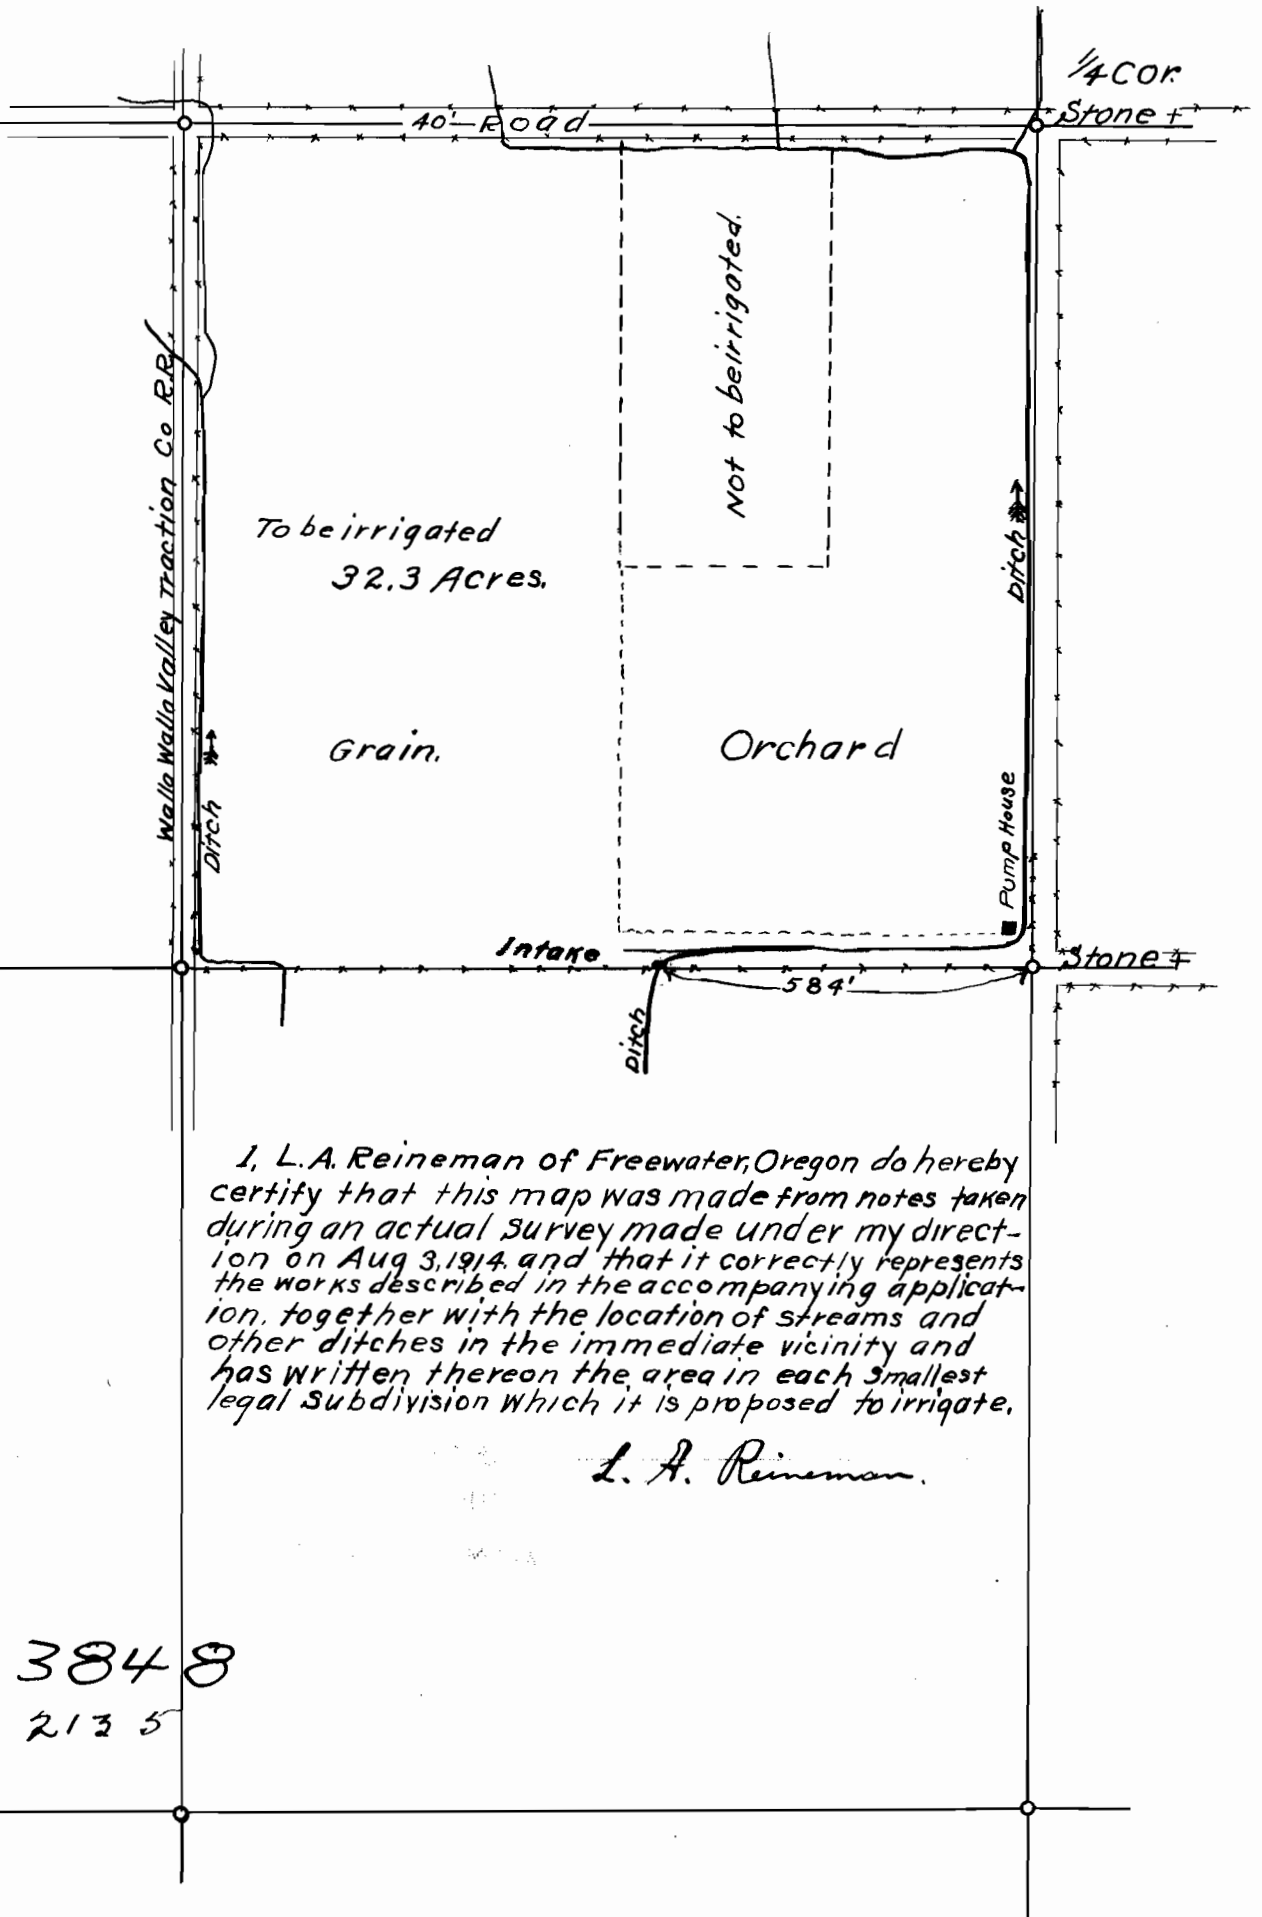 1/4 Cor.
Stone +
40' Road
Not to be irrigated.
Walla Walla Valley Traction Co R.R.
To be irrigated
32.3 Acres.
Ditch
Grain.
Orchard
Ditch
Pump House
Intake
Stone +
584'
Ditch
I, L.A. Reineman of Freewater, Oregon do hereby
certify that this map was made from notes taken
during an actual survey made under my direct-
ion on Aug 3, 1914. and that it correctly represents
the works described in the accompanying applicat-
ion. together with the location of streams and
other ditches in the immediate vicinity and
has written thereon the area in each smallest
legal Subdivision which it is proposed to irrigate.
L. A. Reineman.
3848
2135